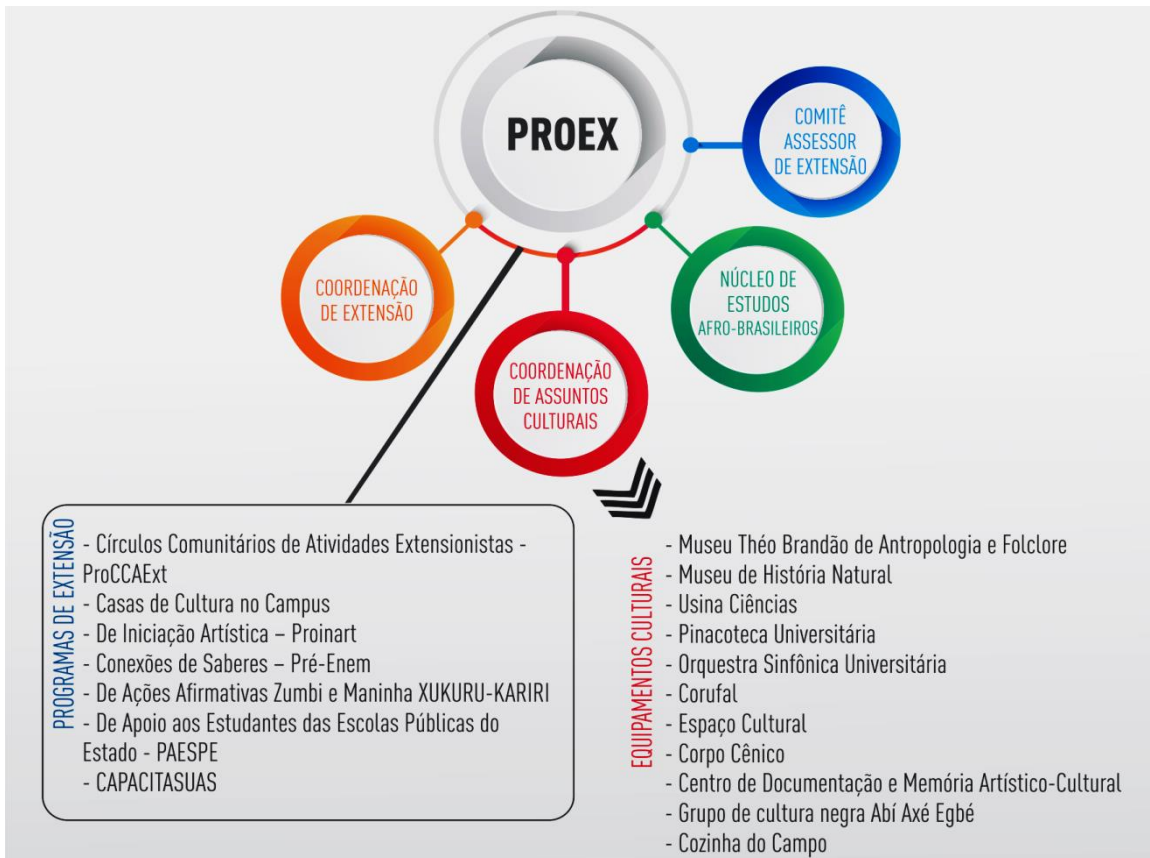 PROEX
COMITÊ
ASSESSOR
DE EXTENSÃO
COORDENAÇÃO
DE EXTENSÃO
NÚCLEO DE
ESTUDOS
AFRO-BRASILEIROS
COORDENAÇÃO
DE ASSUNTOS
CULTURAIS
PROGRAMAS DE EXTENSÃO
- Círculos Comunitários de Atividades Extensionistas -
ProCCAExt
- Casas de Cultura no Campus
- De Iniciação Artística – Proinart
- Conexões de Saberes – Pré-Enem
- De Ações Afirmativas Zumbi e Maninha XUKURU-KARIRI
- De Apoio aos Estudantes das Escolas Públicas do
Estado - PAESPE
- CAPACITASUAS
EQUIPAMENTOS CULTURAIS
- Museu Théo Brandão de Antropologia e Folclore
- Museu de História Natural
- Usina Ciências
- Pinacoteca Universitária
- Orquestra Sinfônica Universitária
- Corufal
- Espaço Cultural
- Corpo Cênico
- Centro de Documentação e Memória Artístico-Cultural
- Grupo de cultura negra Abí Axé Egbé
- Cozinha do Campo